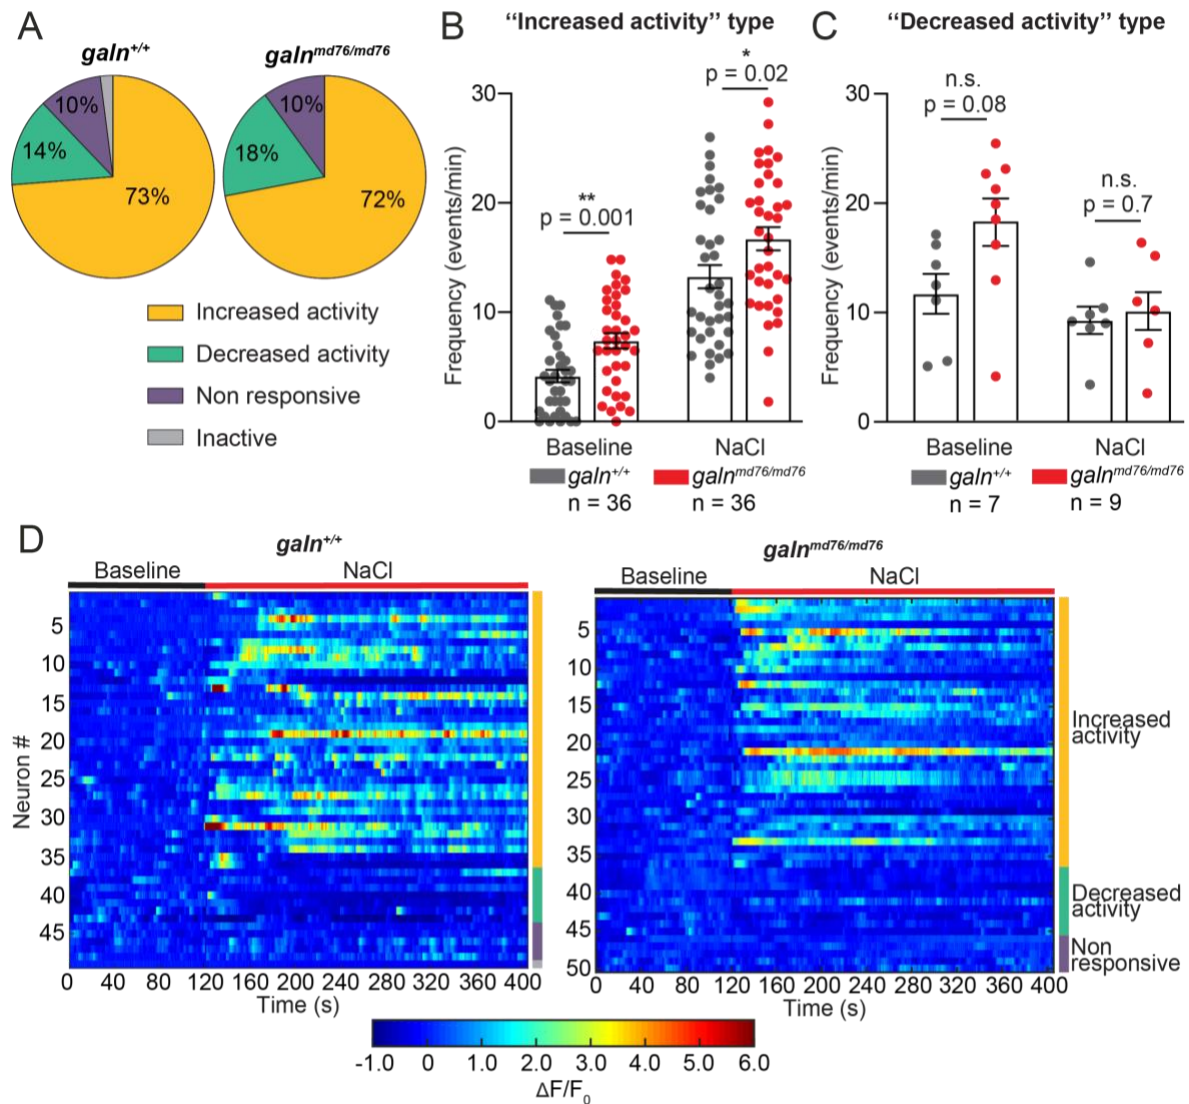 A
galn+/+
galnmd76/md76
10%
14%
73%
10%
18%
72%
Increased activity
Decreased activity
Non responsive
Inactive
B
“Increased activity” type
Frequency (events/min)
30
20
10
0
**
p = 0.001
*
p = 0.02
Baseline
NaCl
galn+/+
n = 36
galnmd76/md76
n = 36
C
“Decreased activity” type
Frequency (events/min)
30
20
10
0
n.s.
p = 0.08
n.s.
p = 0.7
Baseline
NaCl
galn+/+
n = 7
galnmd76/md76
n = 9
D
galn+/+
Baseline
NaCl
Neuron #
5
10
15
20
25
30
35
40
45
0 40 80 120 160 200 240 280 320 360 400
Time (s)
galnmd76/md76
Baseline
NaCl
5
10
15
20
25
30
35
40
45
50
0 40 80 120 160 200 240 280 320 360 400
Time (s)
Increased
activity
Decreased
activity
Non
responsive
-1.0 0 1.0 2.0 3.0 4.0 5.0 6.0
ΔF/F0